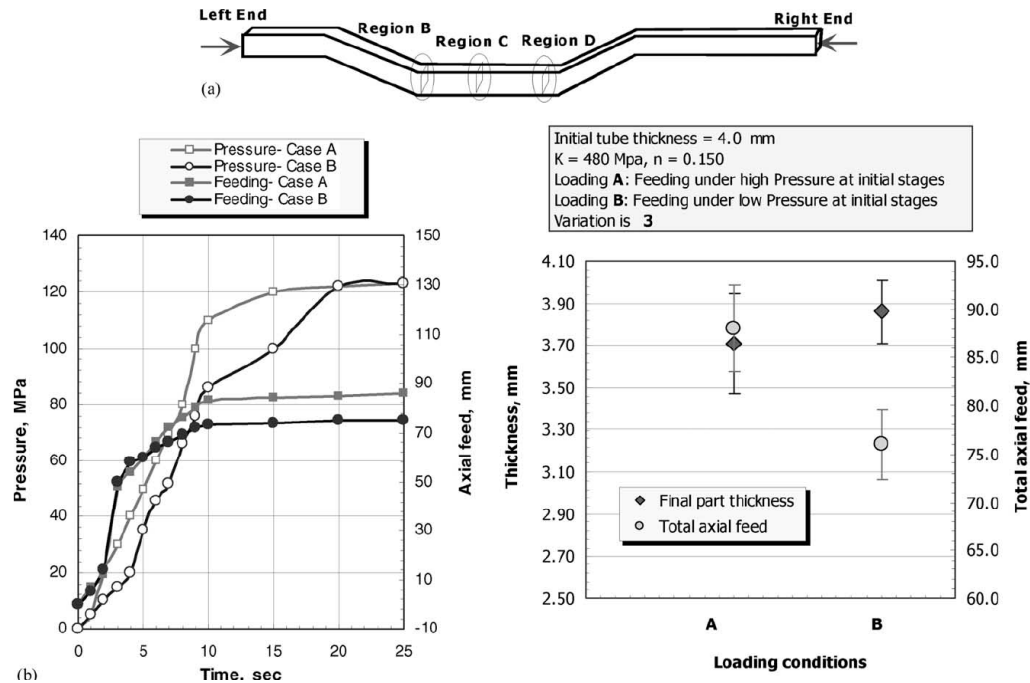 Left End
Right End
Region B
Region C
Region D
(a)
Pressure- Case A
Pressure- Case B
Feeding- Case A
Feeding- Case B
140
120
100
80
60
40
20
0
Pressure, MPa
150
130
110
90
70
50
30
10
-10
Axial feed, mm
0 5 10 15 20 25
Time, sec
(b)
Initial tube thickness = 4.0 mm
K = 480 Mpa, n = 0.150
Loading A: Feeding under high Pressure at initial stages
Loading B: Feeding under low Pressure at initial stages
Variation is 3
4.10
3.90
3.70
3.50
3.30
3.10
2.90
2.70
2.50
Thickness, mm
95.0
90.0
85.0
80.0
75.0
70.0
65.0
60.0
Total axial feed, mm
Final part thickness
Total axial feed
A B
Loading conditions